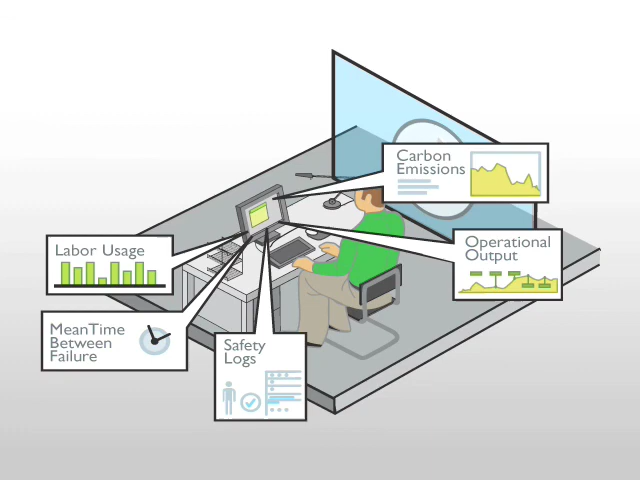 Carbon
Emissions
Labor Usage
Operational
Output
MeanTime
Between
Failure
Safety
Logs